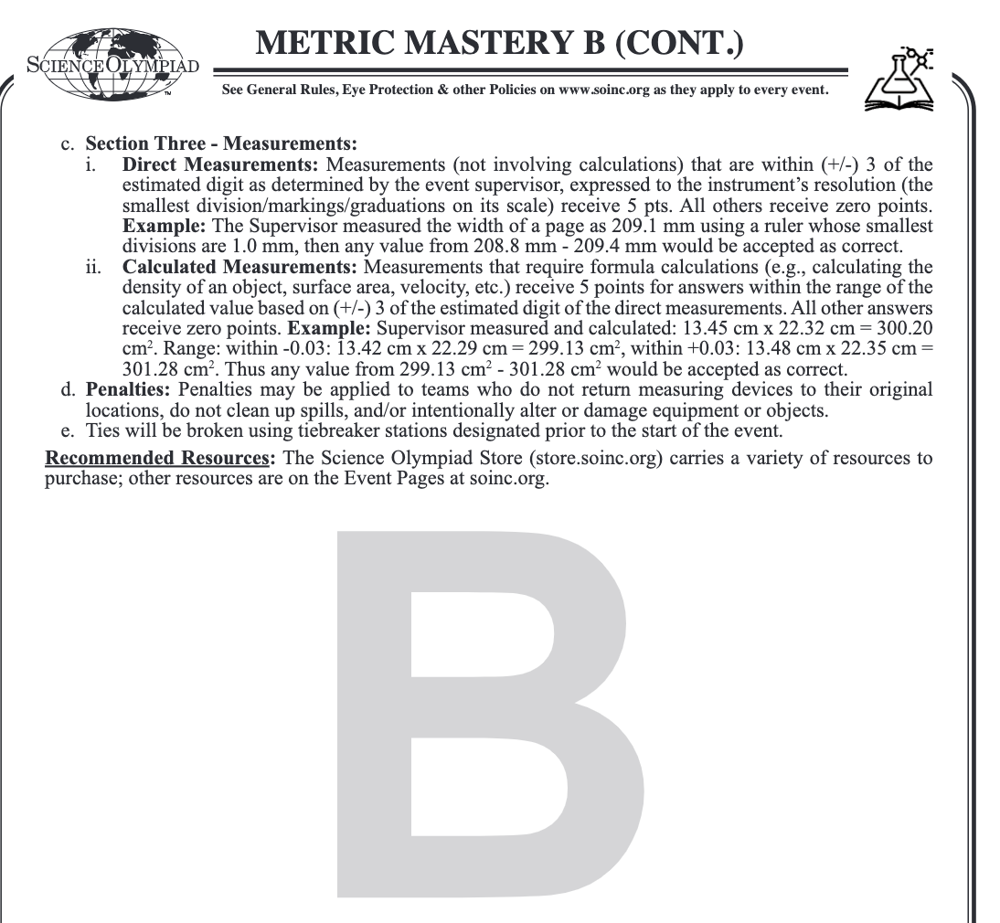 SCIENCE OLYMPIAD
TM
METRIC MASTERY B (CONT.)
See General Rules, Eye Protection & other Policies on www.soinc.org as they apply to every event.
c. Section Three - Measurements:
i. Direct Measurements: Measurements (not involving calculations) that are within (+/-) 3 of the
estimated digit as determined by the event supervisor, expressed to the instrument's resolution (the
smallest division/markings/graduations on its scale) receive 5 pts. All others receive zero points.
Example: The Supervisor measured the width of a page as 209.1 mm using a ruler whose smallest
divisions are 1.0 mm, then any value from 208.8 mm - 209.4 mm would be accepted as correct.
ii. Calculated Measurements: Measurements that require formula calculations (e.g., calculating the
density of an object, surface area, velocity, etc.) receive 5 points for answers within the range of the
calculated value based on (+/-) 3 of the estimated digit of the direct measurements. All other answers
receive zero points. Example: Supervisor measured and calculated: 13.45 cm x 22.32 cm = 300.20
cm². Range: within -0.03: 13.42 cm x 22.29 cm = 299.13 cm², within +0.03: 13.48 cm x 22.35 cm =
301.28 cm². Thus any value from 299.13 cm² - 301.28 cm² would be accepted as correct.
d. Penalties: Penalties may be applied to teams who do not return measuring devices to their original
locations, do not clean up spills, and/or intentionally alter or damage equipment or objects.
e. Ties will be broken using tiebreaker stations designated prior to the start of the event.
Recommended Resources: The Science Olympiad Store (store.soinc.org) carries a variety of resources to
purchase; other resources are on the Event Pages at soinc.org.
B